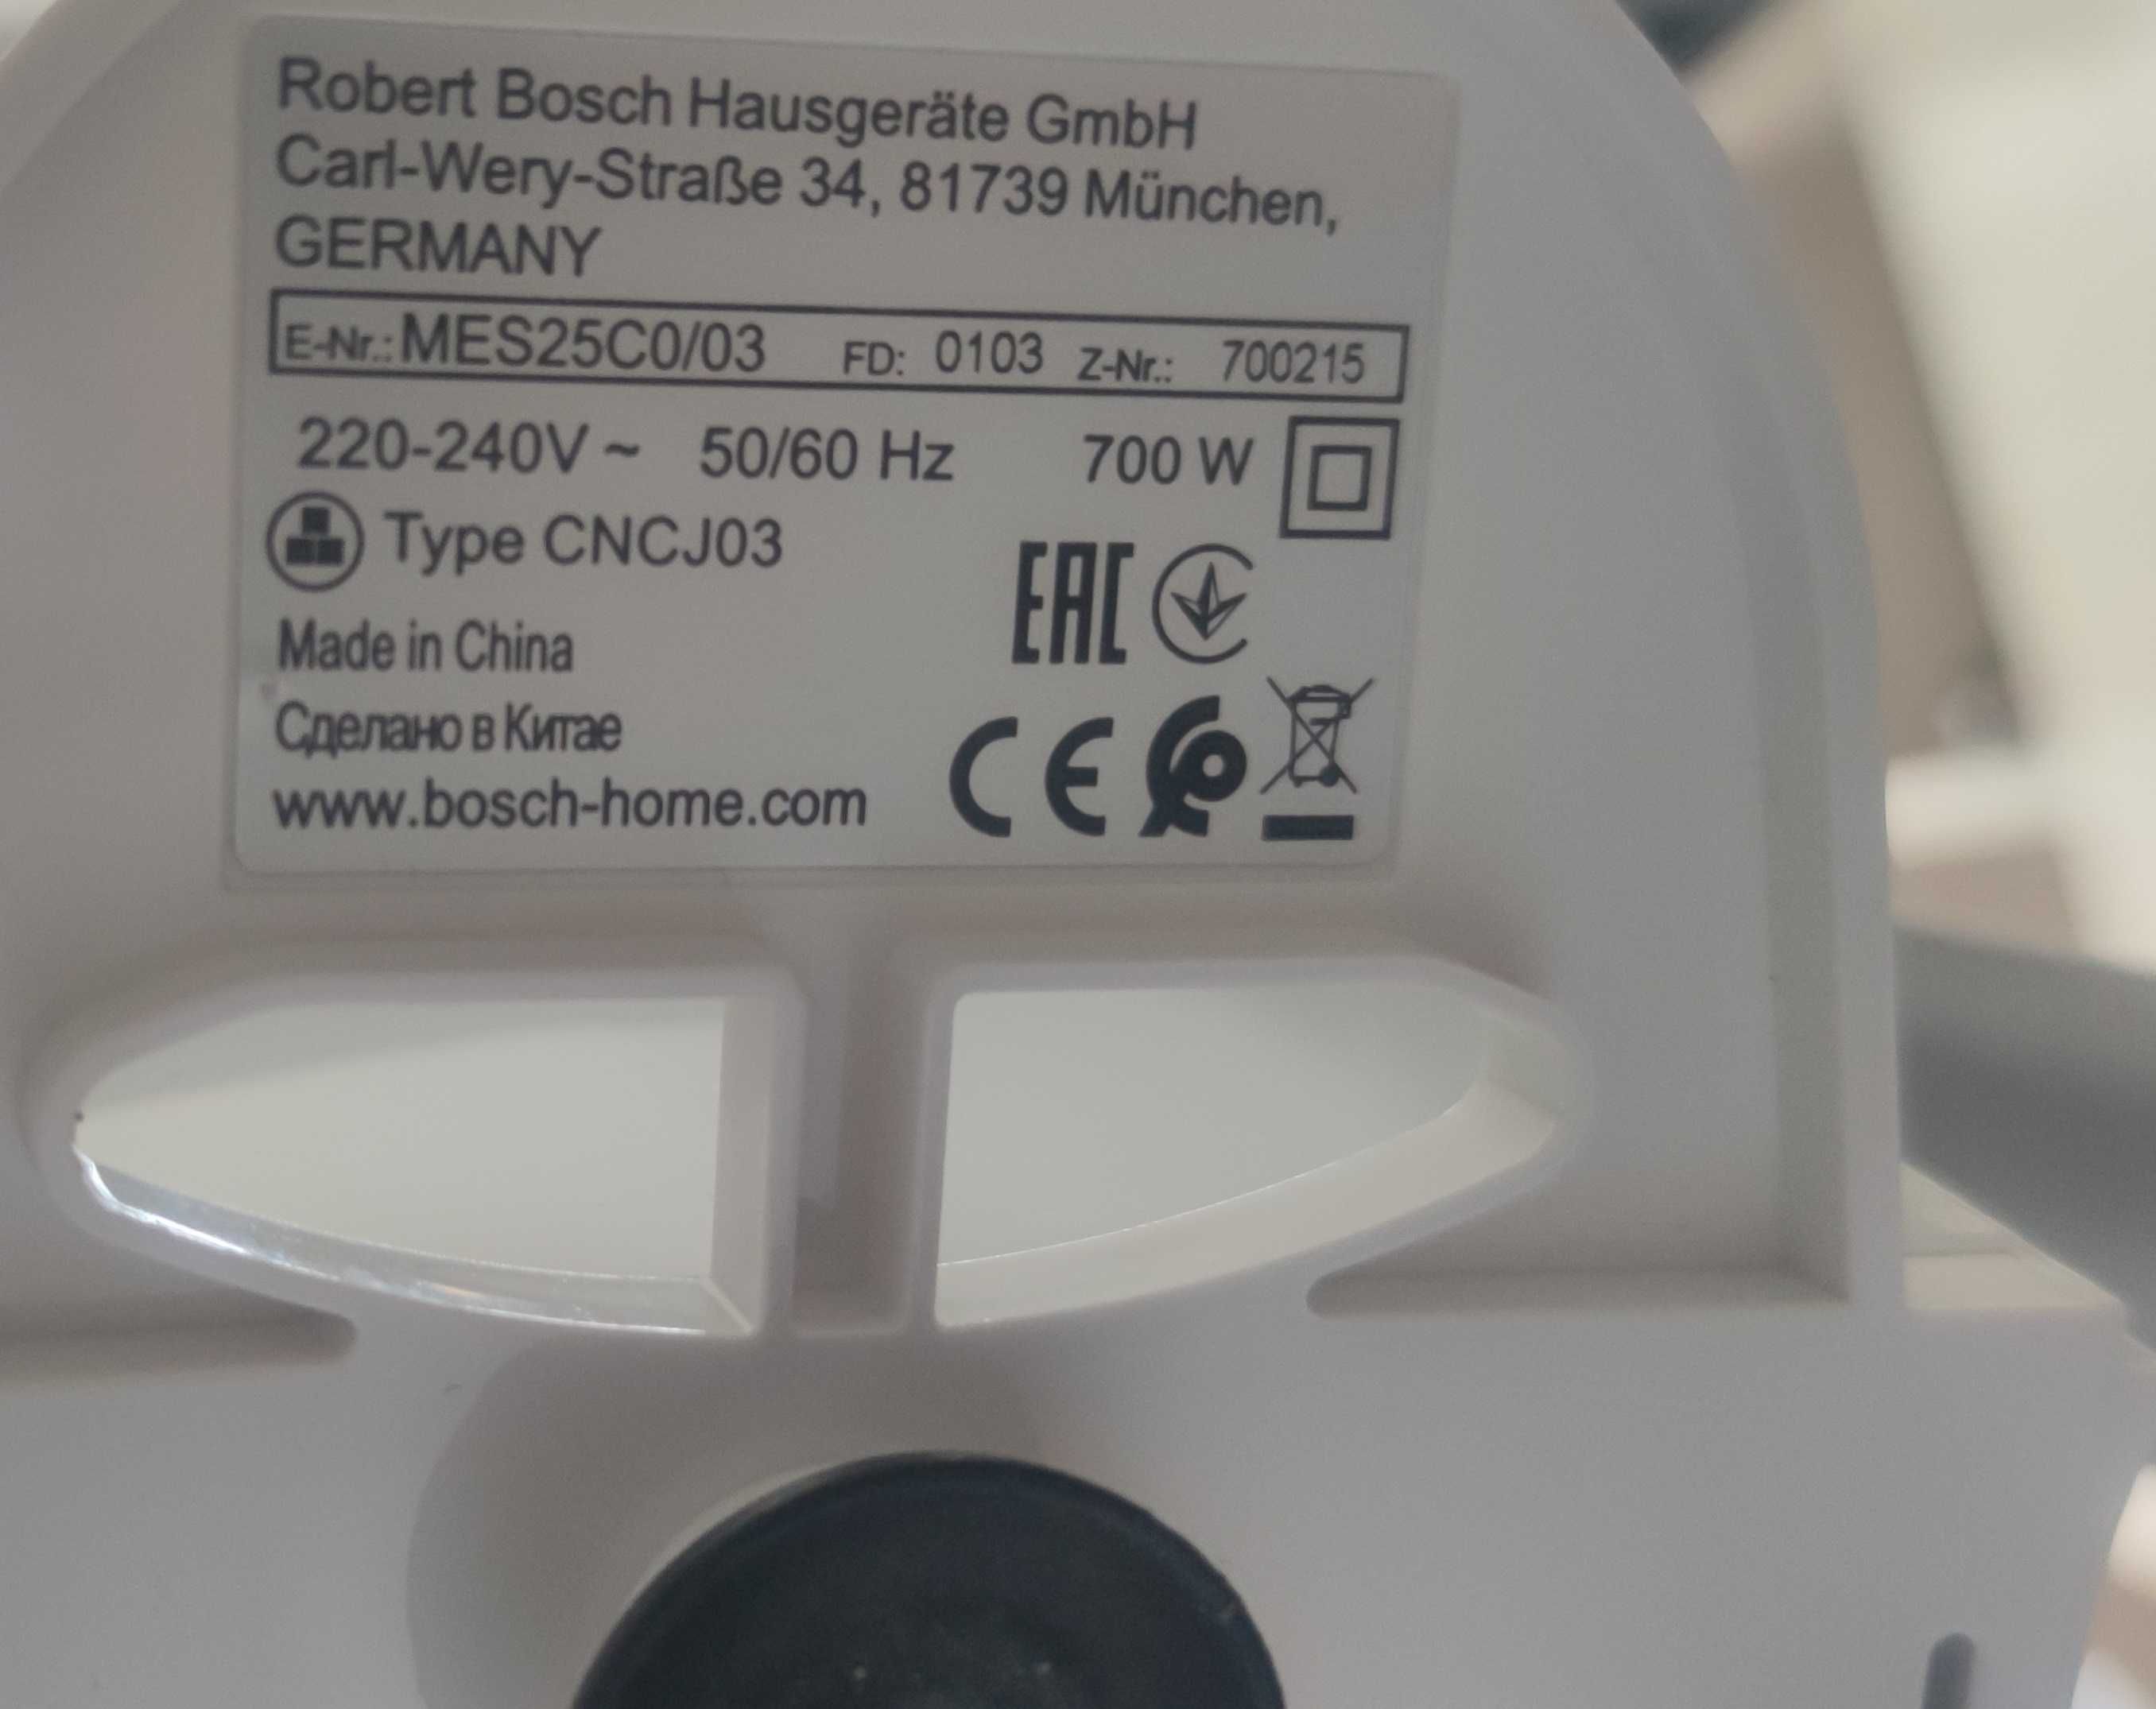 Robert Bosch Hausgeräte GmbH
Carl-Wery-Straße 34, 81739 München,
GERMANY
E-Nr.: MES25C0/03 FD: 0103 Z-Nr.: 700215
220-240V ~ 50/60 Hz 700 W
Type CNCJ03
EAC
Made in China
Сделано в Китае
www.bosch-home.com CE